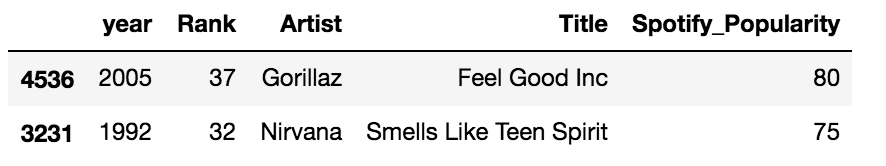 year Rank Artist Title Spotify_Popularity
4536 2005 37 Gorillaz Feel Good Inc 80
3231 1992 32 Nirvana Smells Like Teen Spirit 75